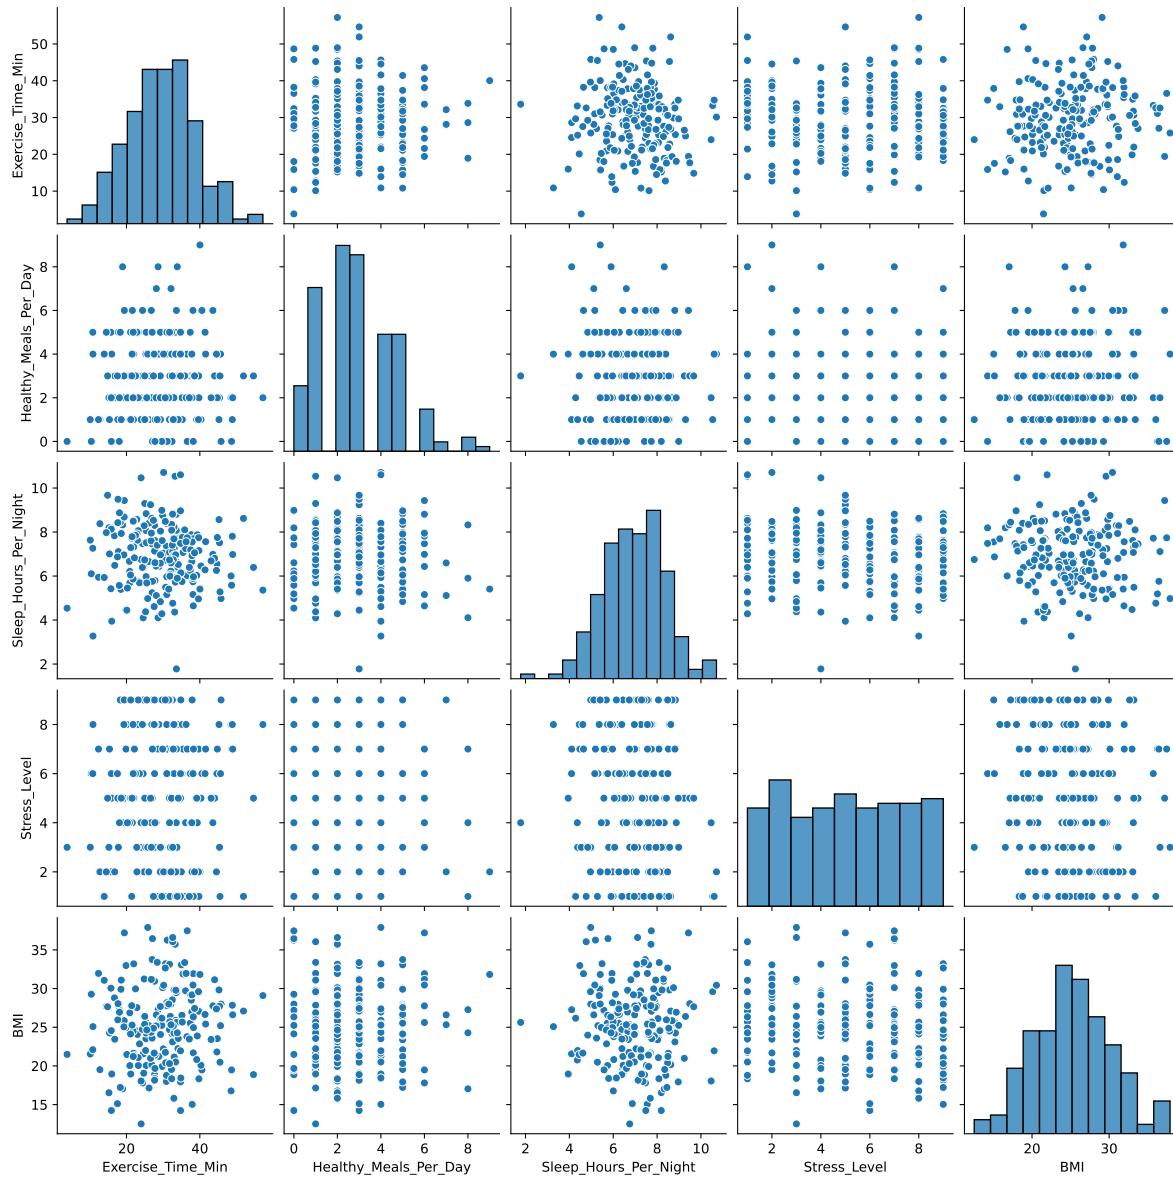 Exercise_Time_Min
50
40
30
20
10
Healthy_Meals_Per_Day
8
6
4
2
0
Sleep_Hours_Per_Night
10
8
6
4
2
Stress_Level
8
6
4
2
BMI
35
30
25
20
15
20 40
0 2 4 6 8
2 4 6 8 10
2 4 6 8
20 30
Exercise_Time_Min Healthy_Meals_Per_Day Sleep_Hours_Per_Night Stress_Level BMI